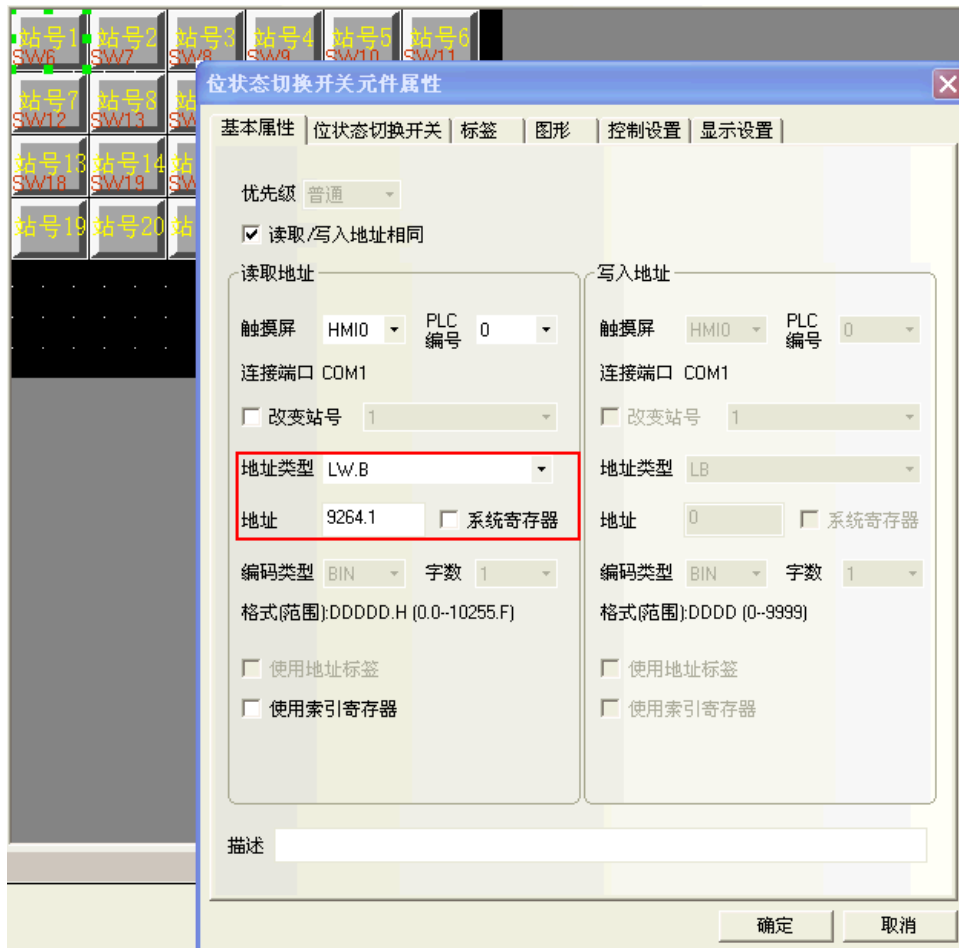 站号1 站号2 站号3 站号4 站号5 站号6
SW6 SW7 SW8 SW9 SW10 SW11
站号7 站号8 站
SW12 SW13 SW
站号13 站号14 站
SW18 SW19 SW
站号19 站号20 站
位状态切换开关元件属性
基本属性 位状态切换开关 标签 图形 控制设置 显示设置
优先级 普通
读取/写入地址相同
读取地址
触摸屏 HMI0 PLC编号 0
连接端口 COM1
改变站号 1
地址类型 LW.B
地址 9264.1 系统寄存器
编码类型 BIN 字数 1
格式(范围):DDDDD.H (0.0--10255.F)
使用地址标签
使用索引寄存器
写入地址
触摸屏 HMI0 PLC编号 0
连接端口 COM1
改变站号 1
地址类型 LB
地址 0 系统寄存器
编码类型 BIN 字数 1
格式(范围):DDDD (0--9999)
使用地址标签
使用索引寄存器
描述
确定 取消